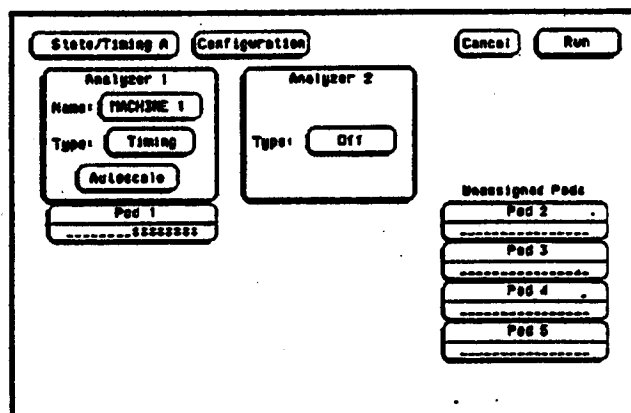 State/Timing A Configuration Cancel Run
Analyzer 1
Name: MACHINE 1
Type: Timing
Autoscale
Pod 1
--------********
Analyzer 2
Type: Off
Unassigned Pods
Pod 2
----------------
Pod 3
----------------
Pod 4
----------------
Pod 5
----------------